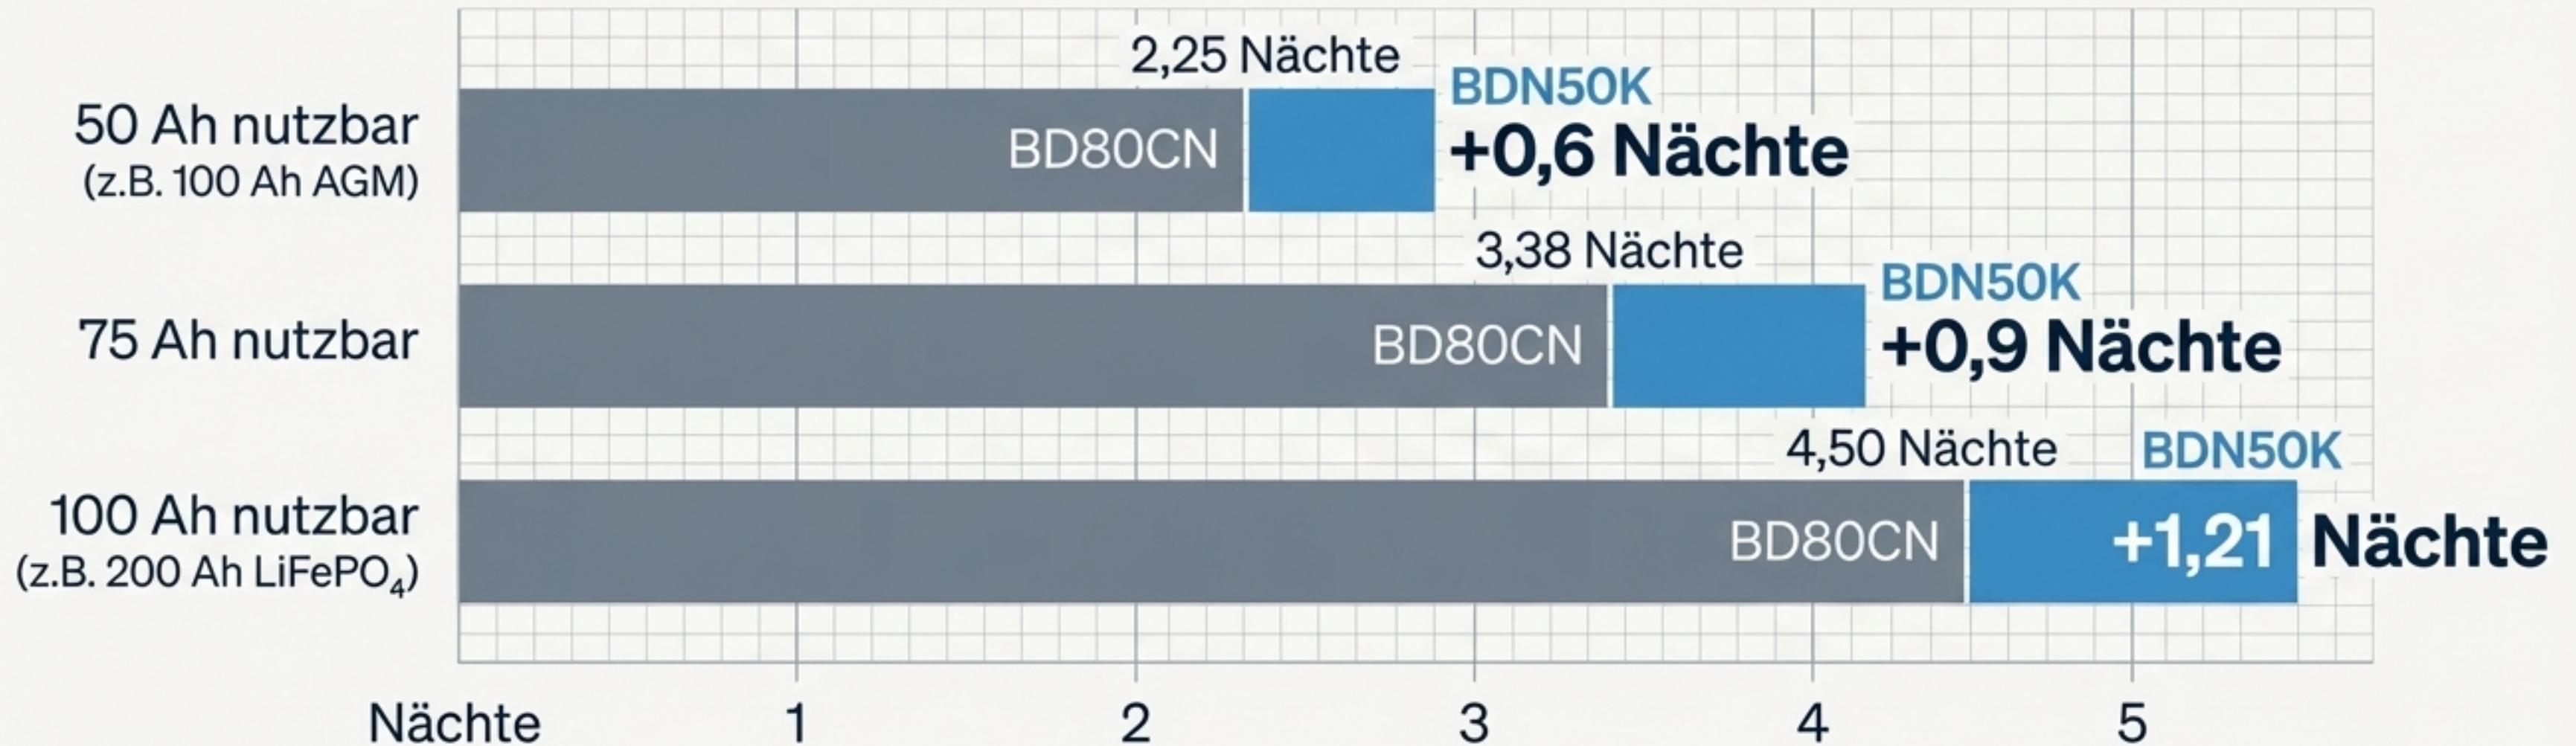 2,25 Nächte
50 Ah nutzbar
(z.B. 100 Ah AGM)
BD80CN
BDN50K
+0,6 Nächte
3,38 Nächte
75 Ah nutzbar
BD80CN
BDN50K
+0,9 Nächte
4,50 Nächte
BDN50K
100 Ah nutzbar
(z.B. 200 Ah LiFePO₄)
BD80CN
+1,21 Nächte
Nächte 1 2 3 4 5